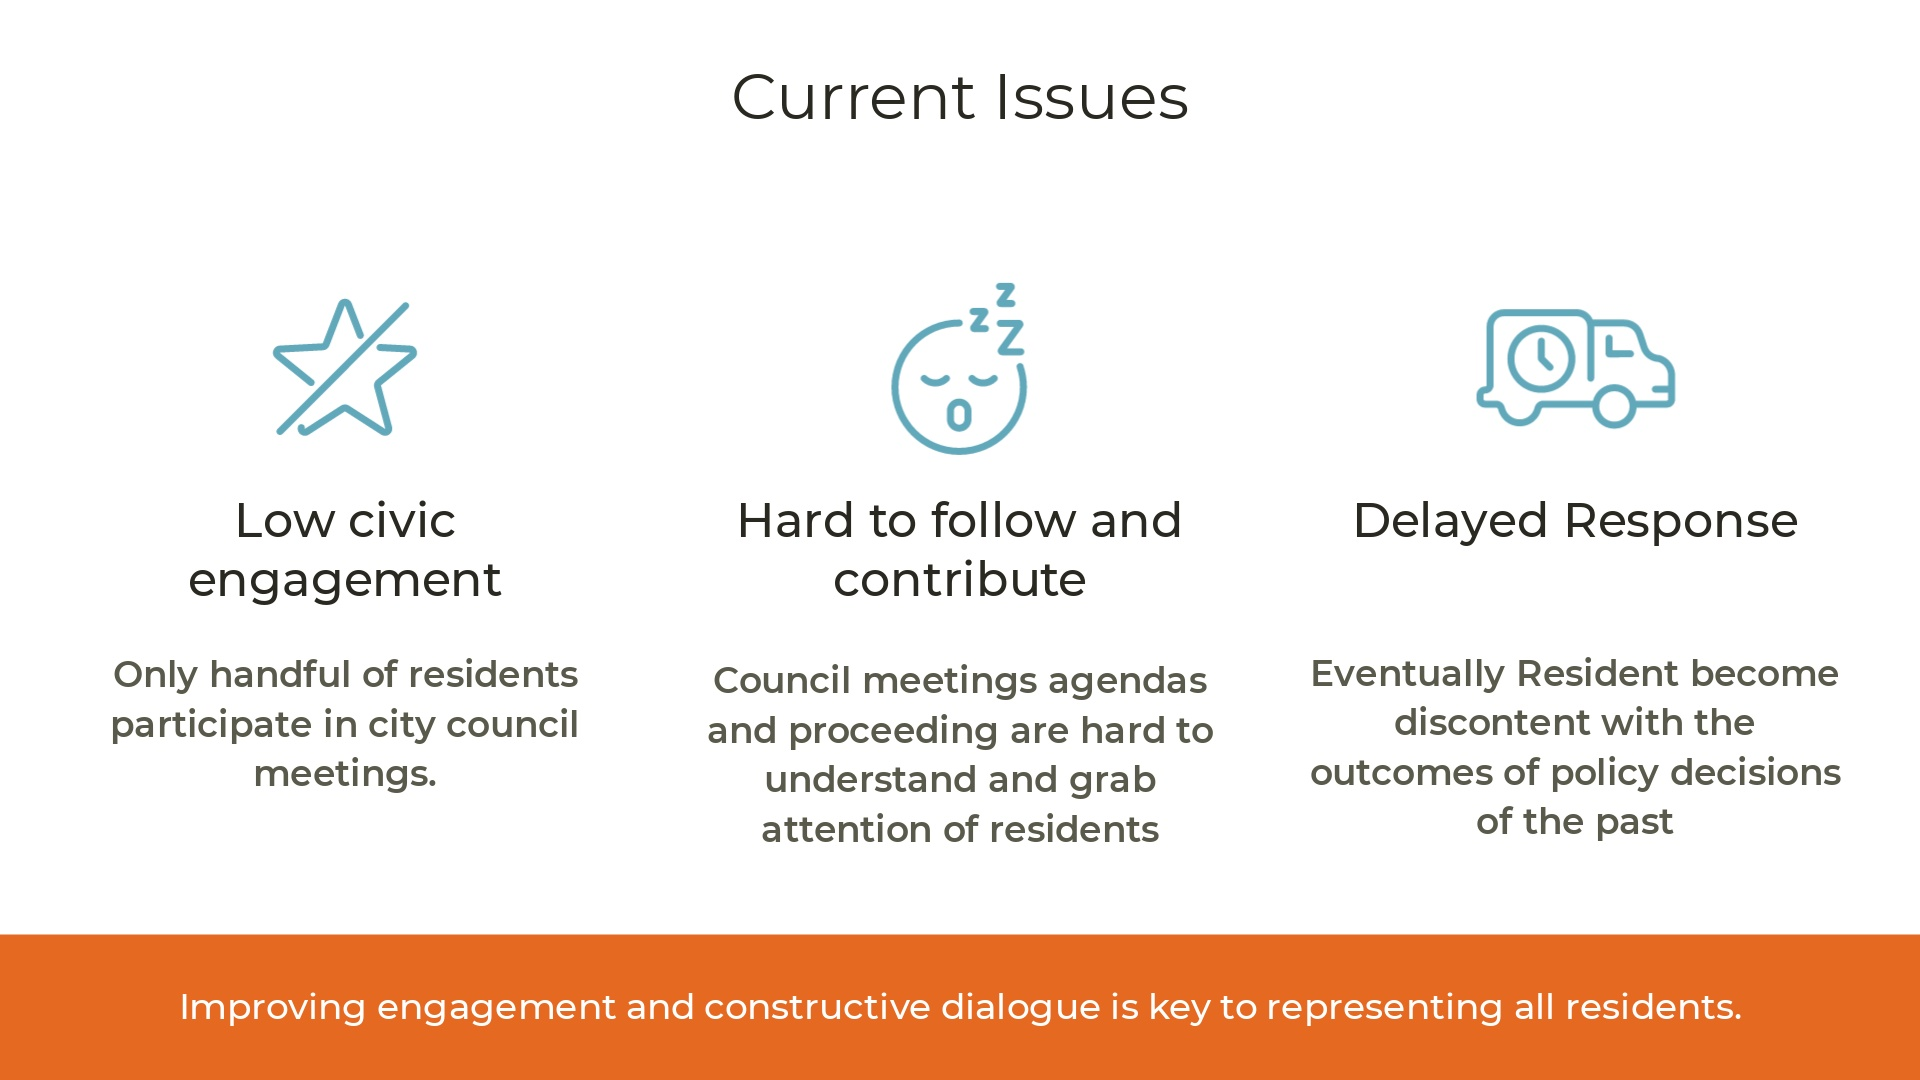 Current Issues
Low civic
engagement
Only handful of residents
participate in city council
meetings.
Hard to follow and
contribute
Council meetings agendas
and proceeding are hard to
understand and grab
attention of residents
Delayed Response
Eventually Resident become
discontent with the
outcomes of policy decisions
of the past
Improving engagement and constructive dialogue is key to representing all residents.